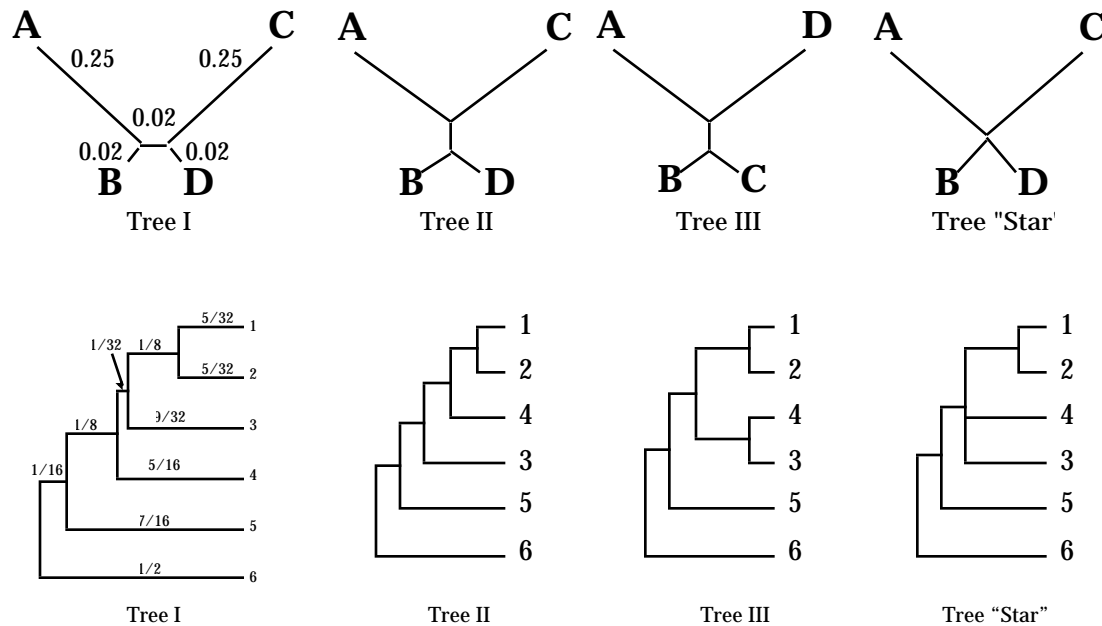 A C A C A D A C
0.25 0.25
0.02
0.02 0.02
B D B D B C B D
Tree I Tree II Tree III Tree "Star'
5/32 1 1 1 1
1/32 1/8
5/32 2 2 2 2
1/8 9/32 3 4 4 4
1/16 5/16 4 3 3 3
7/16 5 5 5 5
1/2 6 6 6 6
Tree I Tree II Tree III Tree “Star”